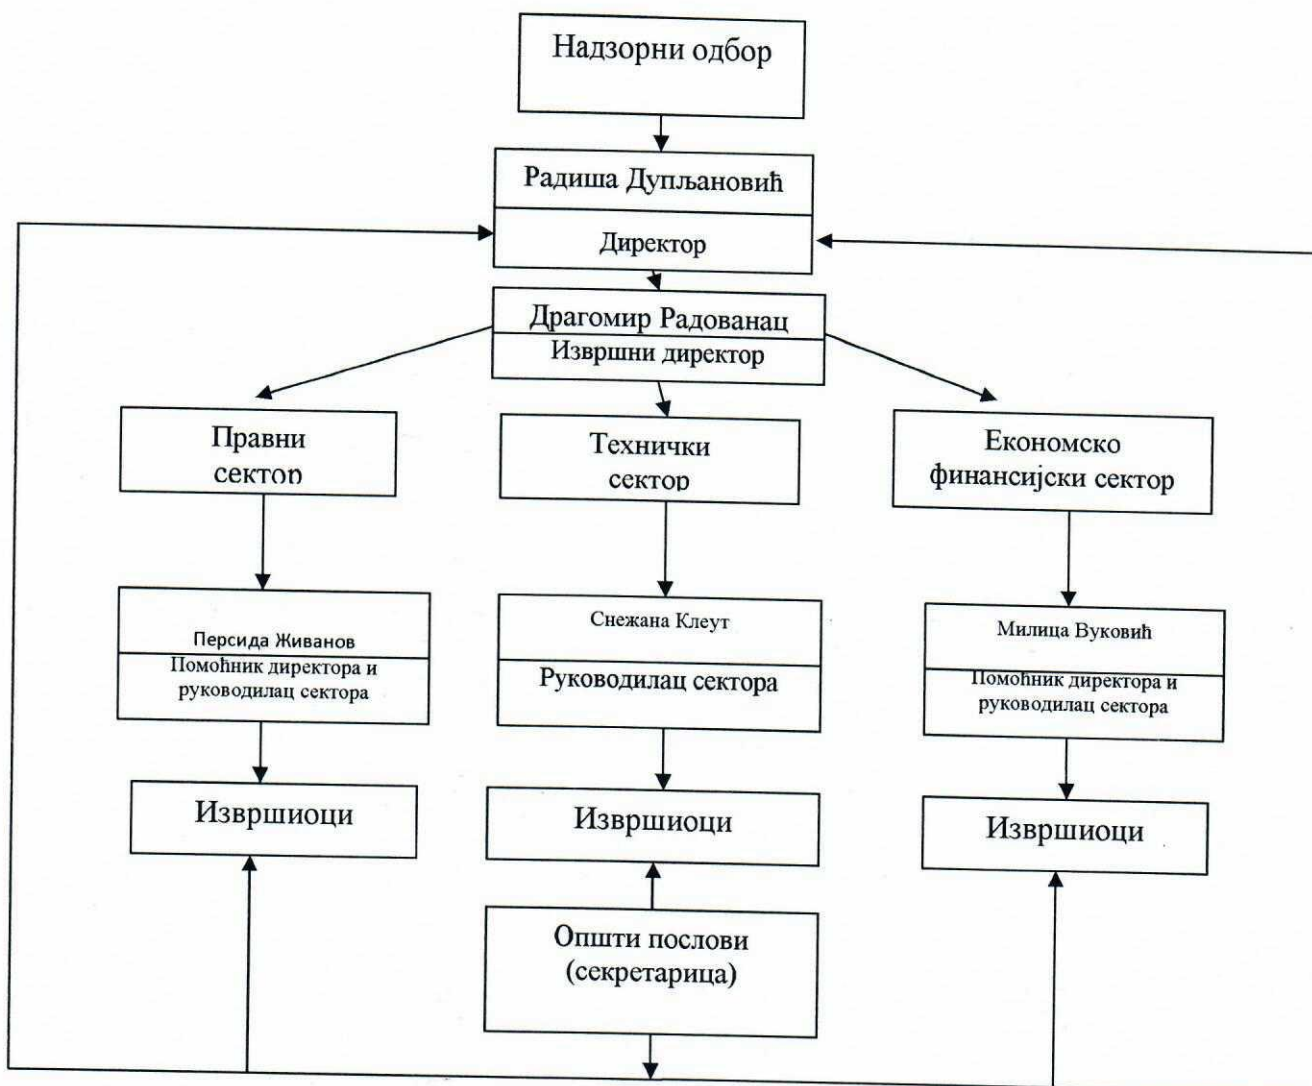 Надзорни одбор
Радиша Дупљановић
Директор
Драгомир Радованац
Извршни директор
Правни
сектор
Технички
сектор
Економско
финансијски сектор
Персида Живанов
Помоћник директора и
руководилац сектора
Снежана Клеут
Руководилац сектора
Милица Вуковић
Помоћник директора и
руководилац сектора
Извршиоци
Извршиоци
Извршиоци
Општи послови
(секретарица)